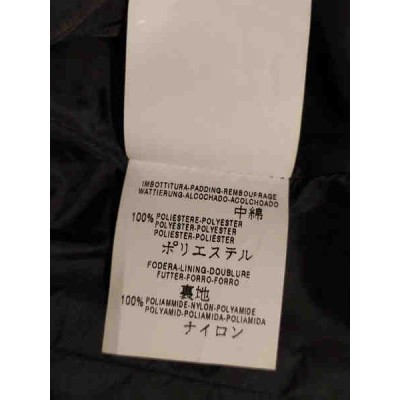 IMBOTTITURA-PADDING-REMBOURRAGE
WATTIERUNG-ALCOCHADO-ACOLCHOADO
中綿
100% POLIESTERE-POLYESTER
POLYESTER-POLYESTER
POLIESTER-POLIESTER
ポリエステル
FODERA-LINING-DOUBLURE
FUTTER-FORRO-FORRO
裏地
100% POLIAMMIDE-NYLON-POLYAMIDE
POLYAMID-POLIAMIDA-POLIAMIDA
ナイロン